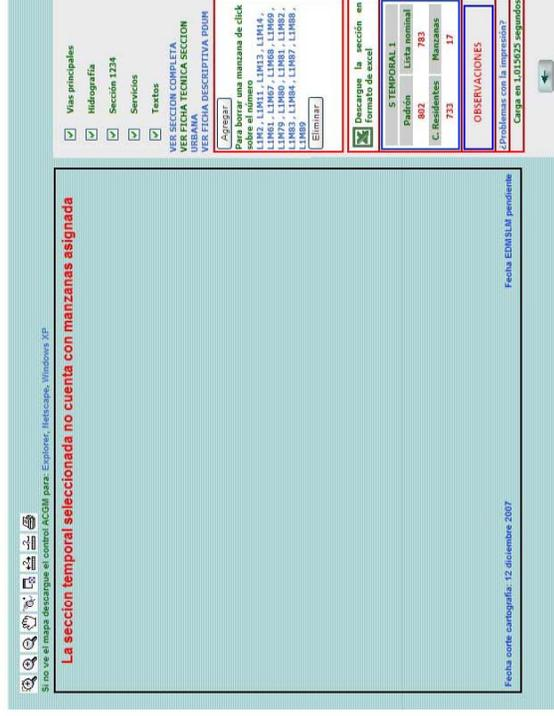 Si no ve el mapa descargue el control ACGM para: Explorer, Netscape, Windows XP
La seccion temporal seleccionada no cuenta con manzanas asignada
Fecha corte cartografia: 12 diciembre 2007
Fecha EDMSLM pendiente
Vias principales
Hidrografía
Sección 1234
Servicios
Textos
VER SECCION COMPLETA
VER FICHA TECNICA SECCION
URBANA
VER FICHA DESCRIPTIVA PDUM
Agregar
Para borrar una manzana de click
sobre el número
L1M2 , L1M11 , L1M13 , L1M14 ,
L1M61 , L1M67 , L1M68 , L1M69 ,
L1M79 , L1M80 , L1M81 , L1M82 ,
L1M83 , L1M84 , L1M87 , L1M88 ,
L1M89
Eliminar
Descargue la sección en
formato de excel
S TEMPORAL 1
Padrón Lista nominal
802 783
C. Residentes Manzanas
733 17
OBSERVACIONES
¿Problemas con la impresión?
Carga en 1,015625 segundos